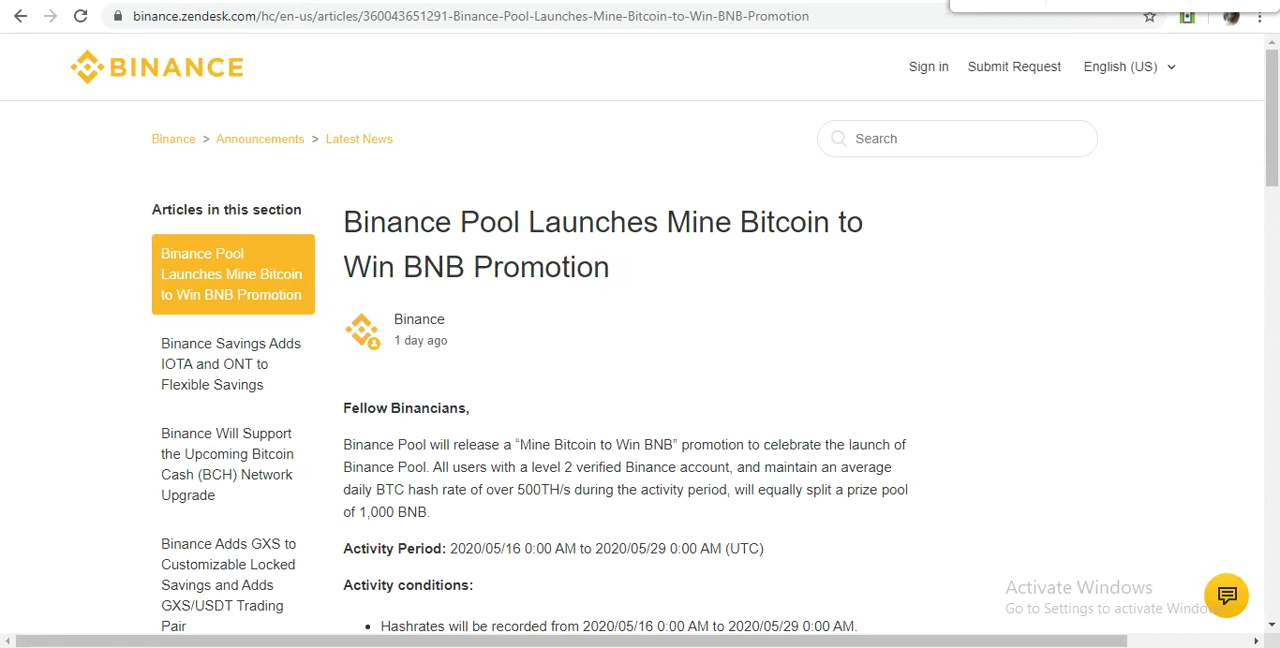 binance.zendesk.com/hc/en-us/articles/360043651291-Binance-Pool-Launches-Mine-Bitcoin-to-Win-BNB-Promotion
BINANCE
Sign in Submit Request English (US)
Binance > Announcements > Latest News
Search
Articles in this section
Binance Pool
Launches Mine Bitcoin
to Win BNB Promotion
Binance Savings Adds
IOTA and ONT to
Flexible Savings
Binance Will Support
the Upcoming Bitcoin
Cash (BCH) Network
Upgrade
Binance Adds GXS to
Customizable Locked
Savings and Adds
GXS/USDT Trading
Pair
Binance Pool Launches Mine Bitcoin to
Win BNB Promotion
Binance
1 day ago
Fellow Binancians,
Binance Pool will release a “Mine Bitcoin to Win BNB” promotion to celebrate the launch of
Binance Pool. All users with a level 2 verified Binance account, and maintain an average
daily BTC hash rate of over 500TH/s during the activity period, will equally split a prize pool
of 1,000 BNB.
Activity Period: 2020/05/16 0:00 AM to 2020/05/29 0:00 AM (UTC)
Activity conditions:
• Hashrates will be recorded from 2020/05/16 0:00 AM to 2020/05/29 0:00 AM.
Activate Windows
Go to Settings to activate Windows